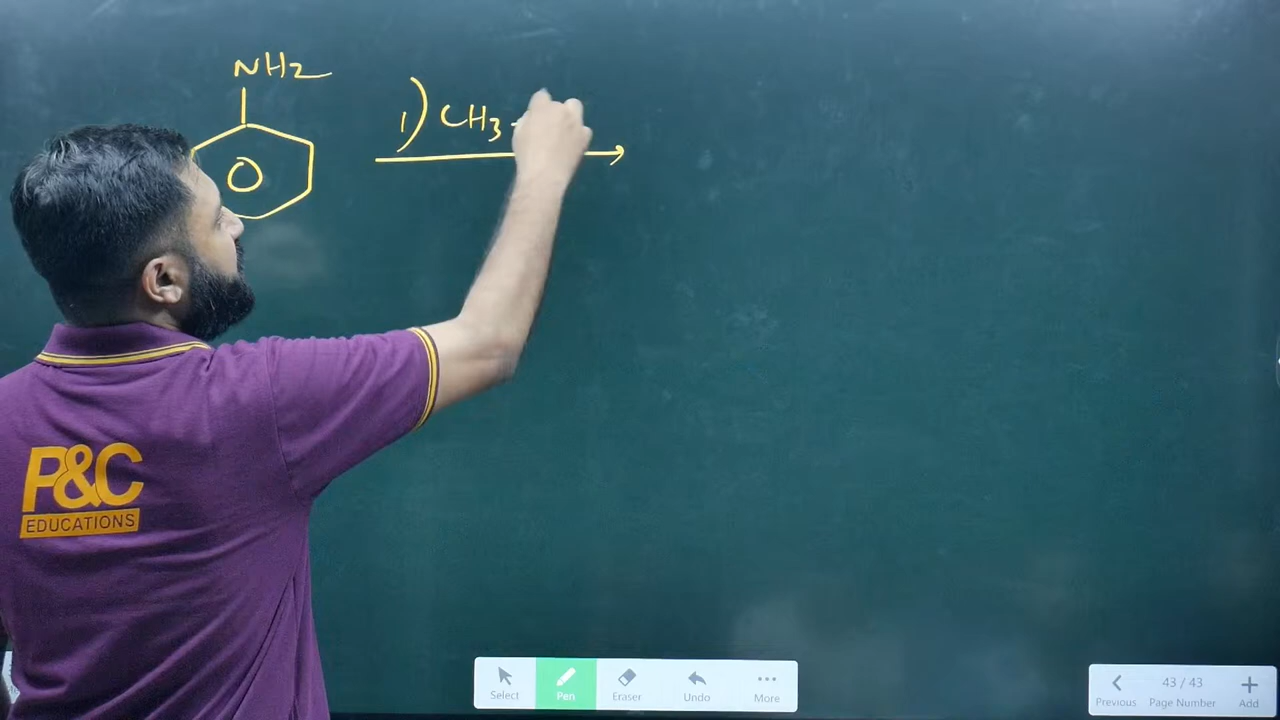 NH2
1) CH3 -
P&C
EDUCATIONS
Select
Pen
Eraser
Undo
More
Previous
43 / 43
Page Number
Add